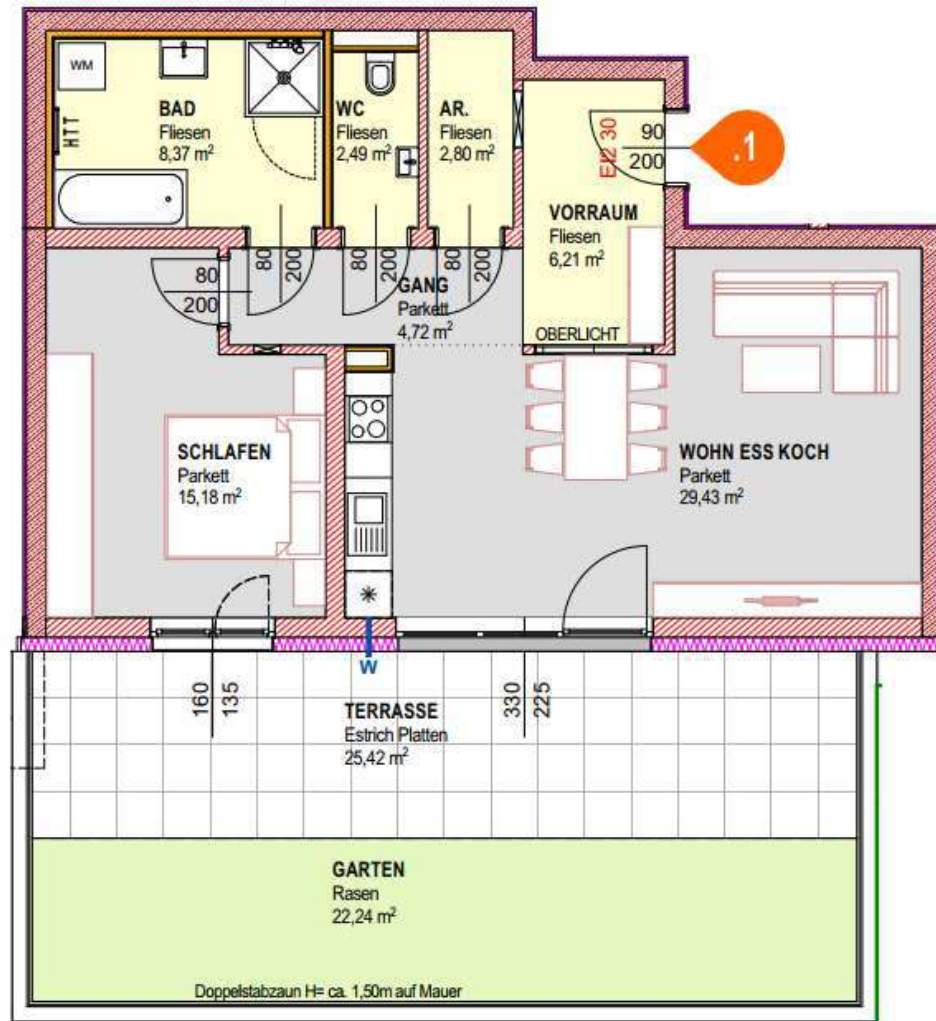 WM
HTT
BAD
Fliesen
8,37 m²
WC
Fliesen
2,49 m²
AR.
Fliesen
2,80 m²
EI2 30
90
200
.1
VORRAUM
Fliesen
6,21 m²
80
200
80
200
80
200
80
200
GANG
Parkett
4,72 m²
OBERLICHT
SCHLAFEN
Parkett
15,18 m²
WOHN ESS KOCH
Parkett
29,43 m²
W
160
135
330
225
TERRASSE
Estrich Platten
25,42 m²
GARTEN
Rasen
22,24 m²
Doppelstabzaun H= ca. 1,50m auf Mauer